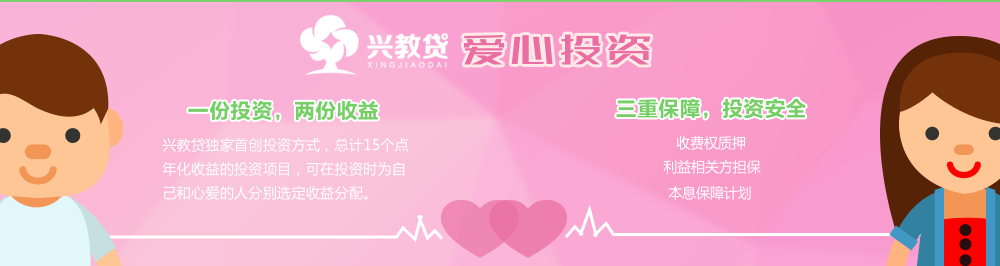 兴教贷
XINGJIAODAI
爱心投资
一份投资，两份收益
兴教贷独家首创投资方式，总计15个点
年化收益的投资项目，可在投资时为自
己和心爱的人分别选定收益分配。
三重保障，投资安全
收费权质押
利益相关方担保
本息保障计划